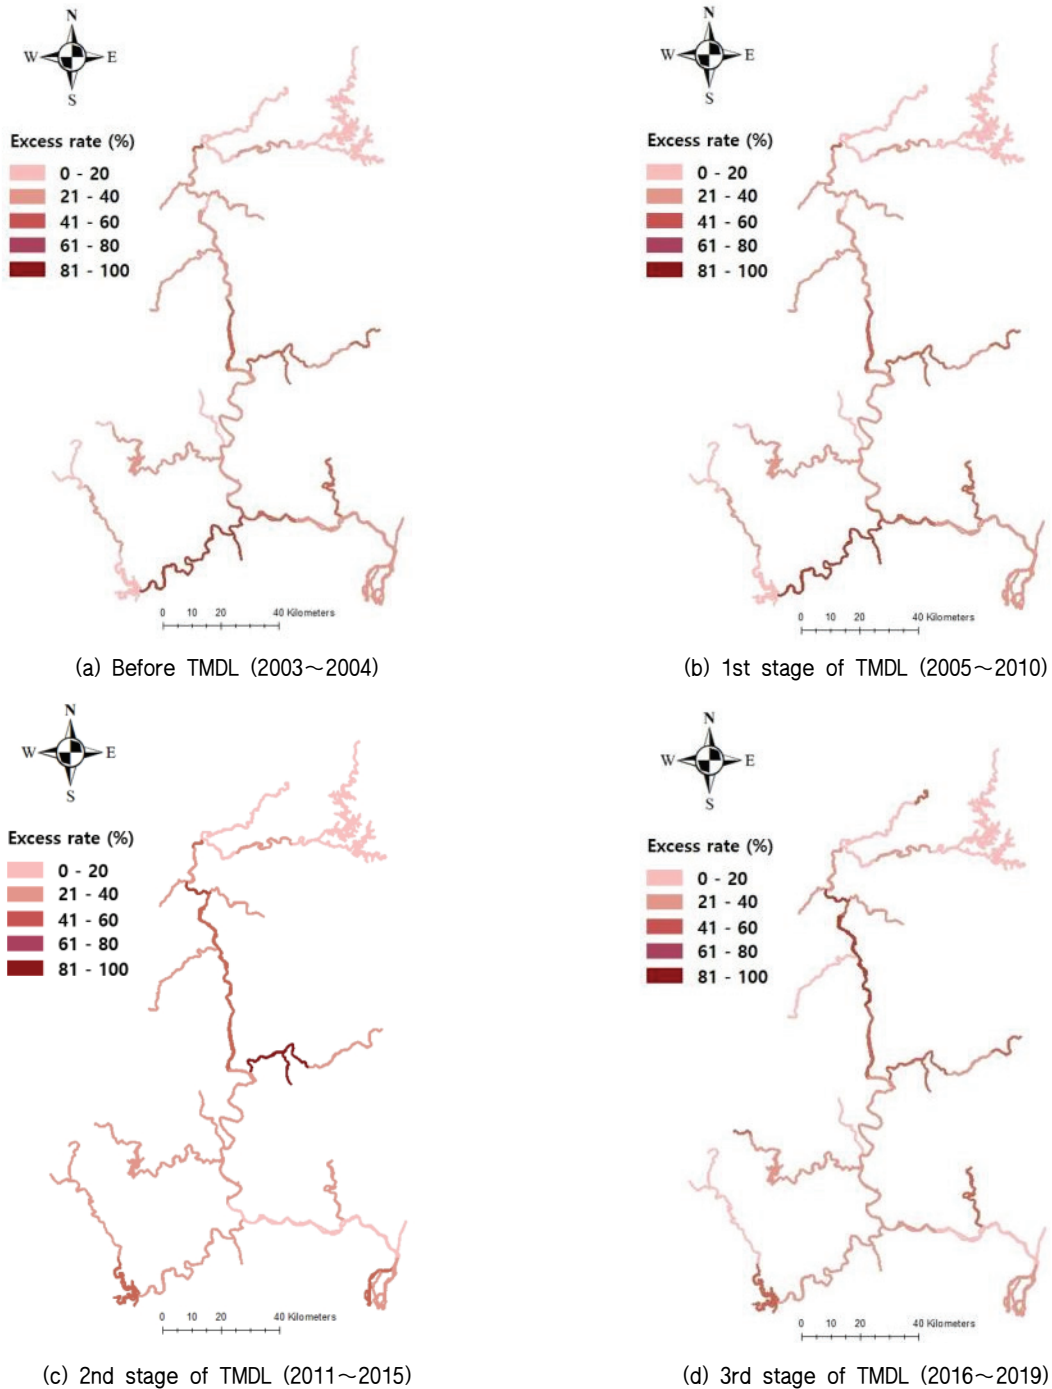 N
W E
S
Excess rate (%)
0 - 20
21 - 40
41 - 60
61 - 80
81 - 100
0 10 20 40 Kilometers
(a) Before TMDL (2003～2004)
N
W E
S
Excess rate (%)
0 - 20
21 - 40
41 - 60
61 - 80
81 - 100
0 10 20 40 Kilometers
(b) 1st stage of TMDL (2005～2010)
N
W E
S
Excess rate (%)
0 - 20
21 - 40
41 - 60
61 - 80
81 - 100
0 10 20 40 Kilometers
(c) 2nd stage of TMDL (2011～2015)
N
W E
S
Excess rate (%)
0 - 20
21 - 40
41 - 60
61 - 80
81 - 100
0 10 20 40 Kilometers
(d) 3rd stage of TMDL (2016～2019)